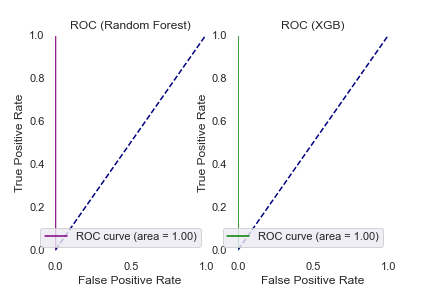 ROC (Random Forest)
True Positive Rate
1.0
0.8
0.6
0.4
0.2
0.0
ROC curve (area = 1.00)
0.0 0.5 1.0
False Positive Rate
ROC (XGB)
True Positive Rate
1.0
0.8
0.6
0.4
0.2
0.0
ROC curve (area = 1.00)
0.0 0.5 1.0
False Positive Rate